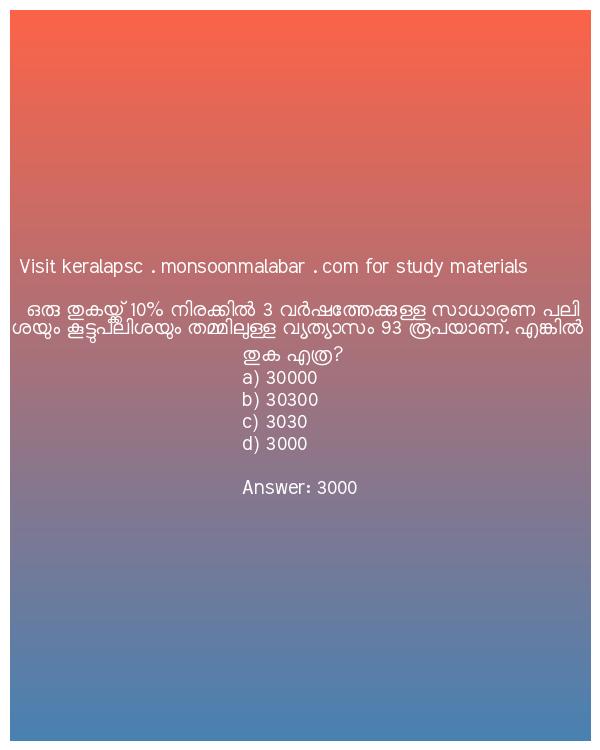 Visit keralapsc . monsoonmalabar . com for study materials
ഒരു തുകയ്ക്ക് 10% നിരക്കിൽ 3 വർഷത്തേക്കുള്ള സാധാരണ പലി
ശയും കൂട്ടുപലിശയും തമ്മിലുള്ള വ്യത്യാസം 93 രൂപയാണ്. എങ്കിൽ
തുക എത്ര?
a) 30000
b) 30300
c) 3030
d) 3000
Answer: 3000